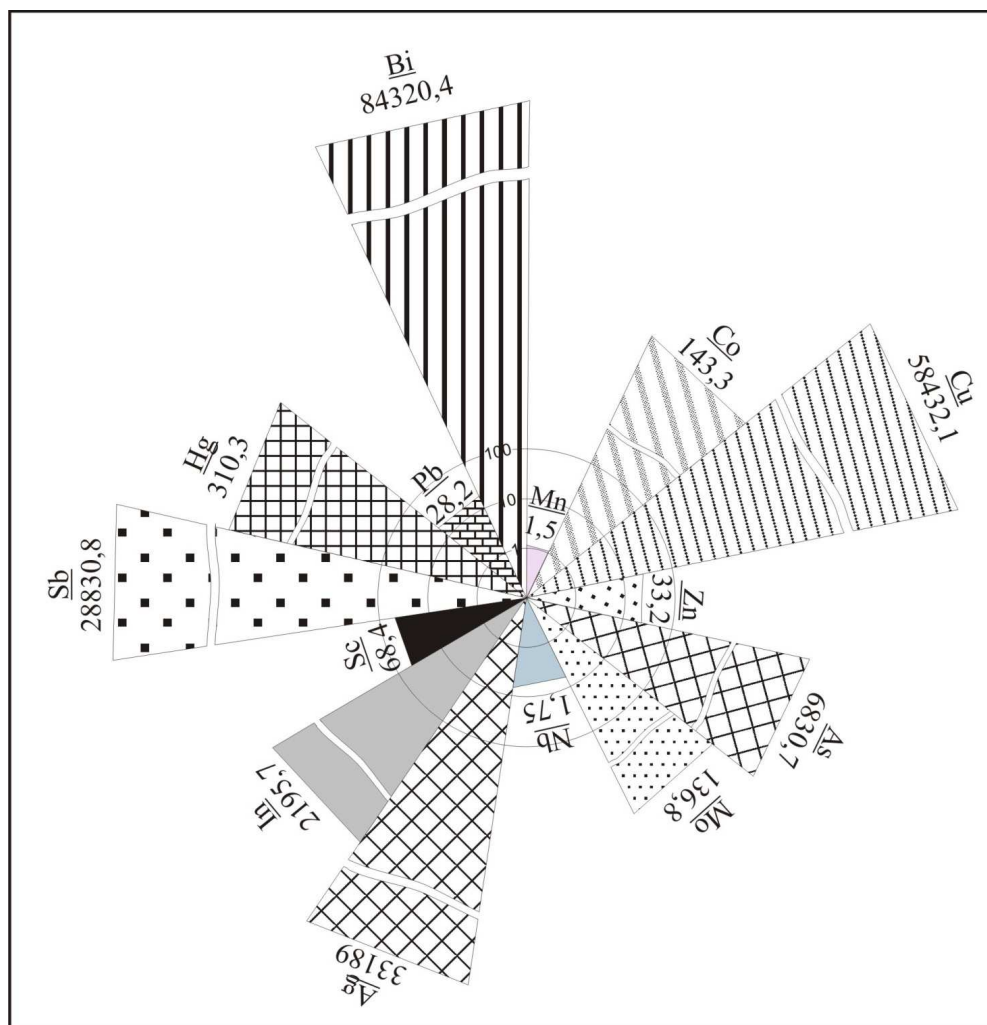 Bi
84320,4
Co
143,3
Cu
58432,1
Hg
310,3
Pb
28,2
100
10
1
Mn
1,5
Sb
28830,8
Zn
33,2
Sc
68,4
As
6830,7
Nb
1,75
Mo
136,8
In
2195,7
Ag
33189